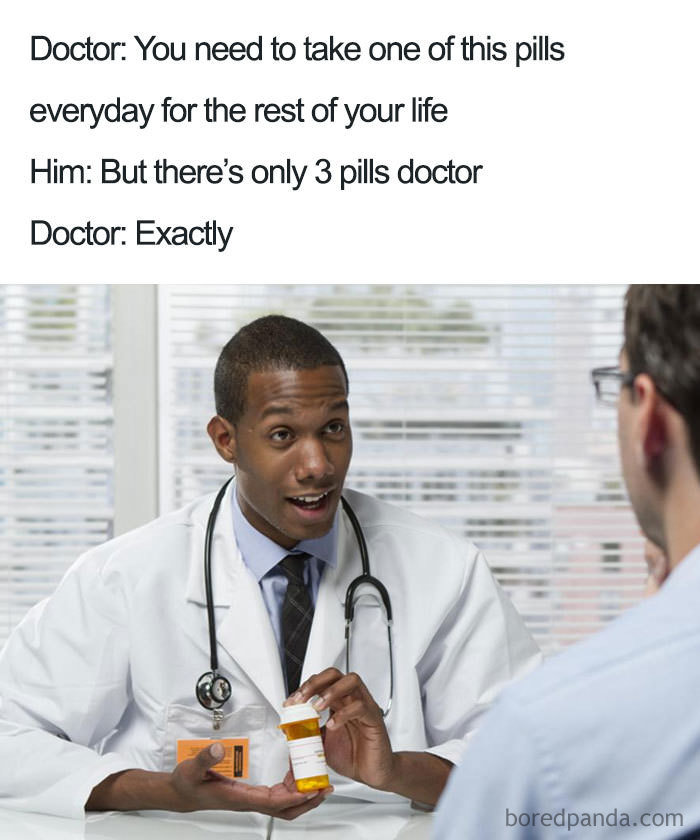 Doctor: You need to take one of this pills
everyday for the rest of your life
Him: But there's only 3 pills doctor
Doctor: Exactly
boredpanda.com